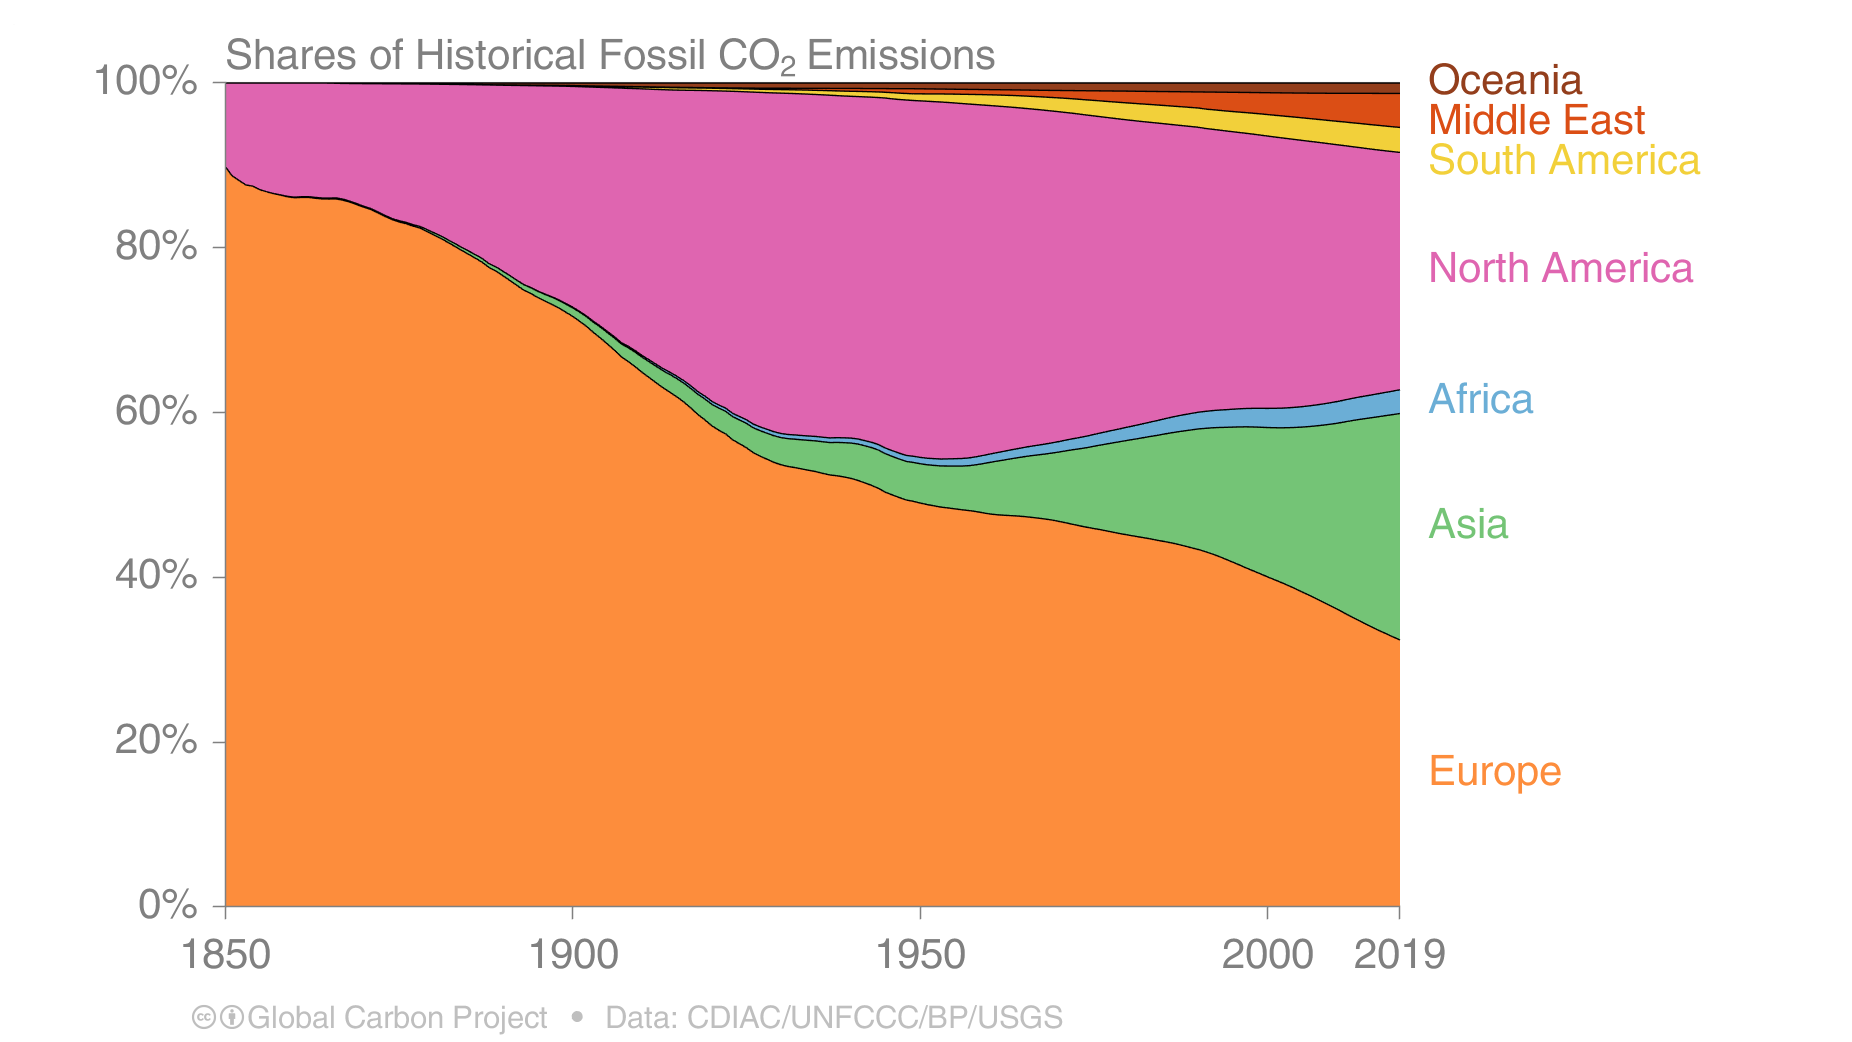 Shares of Historical Fossil CO₂ Emissions
100%
80%
60%
40%
20%
0%
1850
1900
1950
2000
2019
Oceania
Middle East
South America
North America
Africa
Asia
Europe
cc Global Carbon Project • Data: CDIAC/UNFCCC/BP/USGS